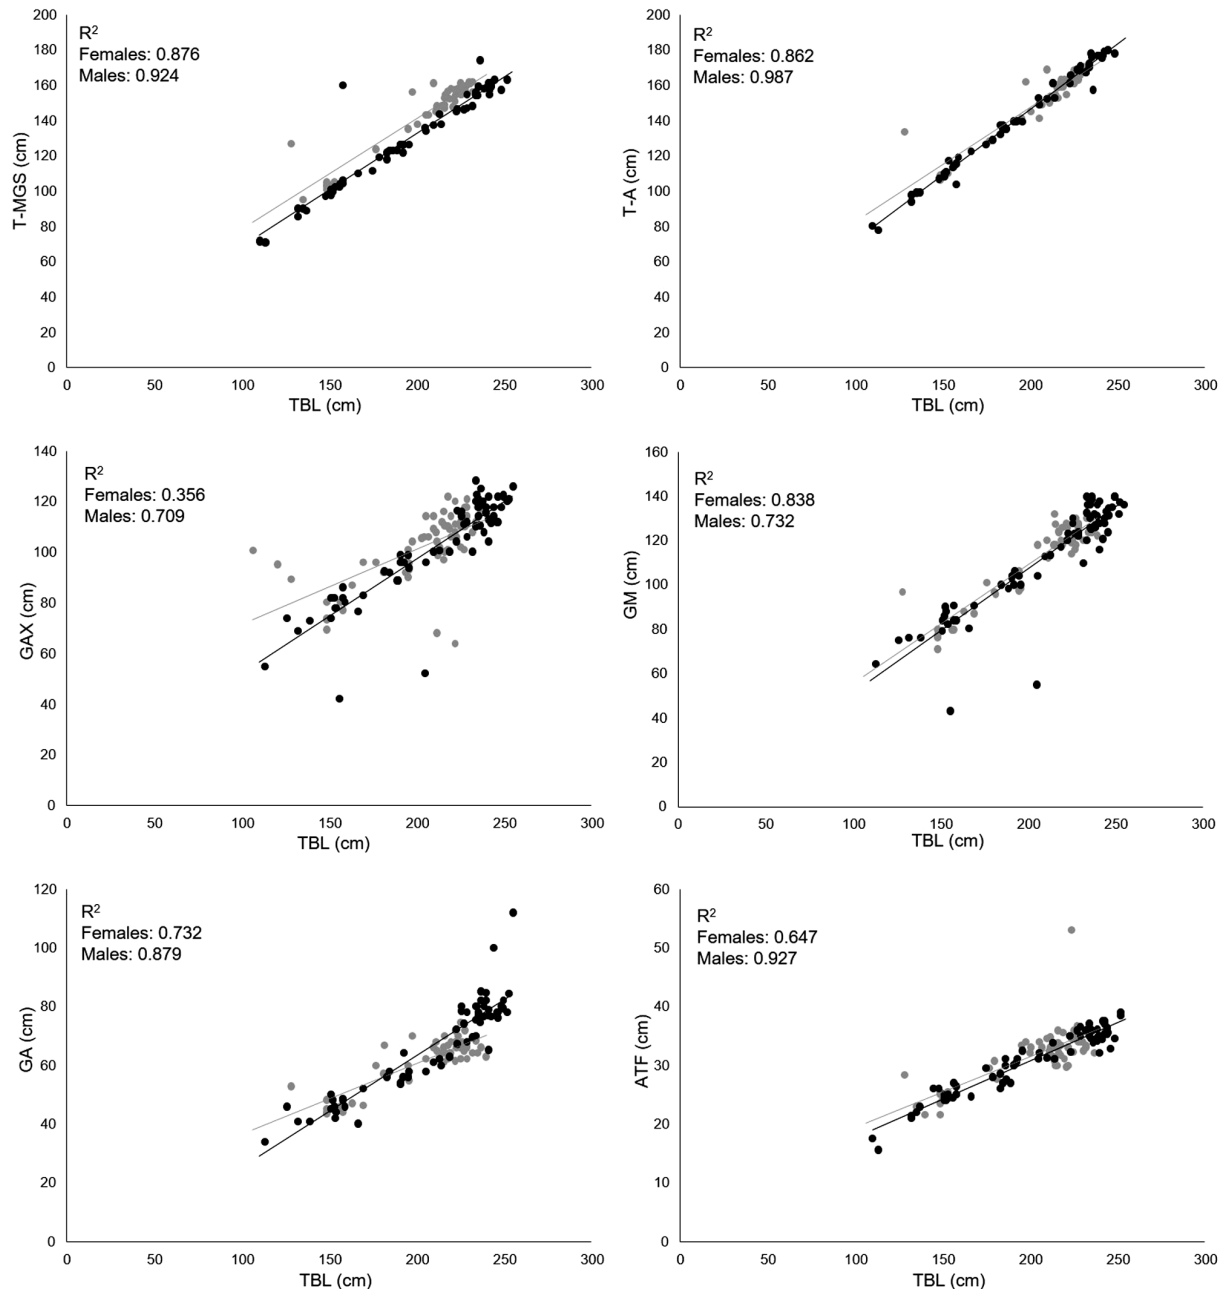 R²
Females: 0.876
Males: 0.924
200
180
160
140
120
100
80
60
40
20
0
T-MGS (cm)
0 50 100 150 200 250 300
TBL (cm)
R²
Females: 0.862
Males: 0.987
200
180
160
140
120
100
80
60
40
20
0
T-A (cm)
0 50 100 150 200 250 300
TBL (cm)
R²
Females: 0.356
Males: 0.709
140
120
100
80
60
40
20
0
GAX (cm)
0 50 100 150 200 250 300
TBL (cm)
R²
Females: 0.838
Males: 0.732
160
140
120
100
80
60
40
20
0
GM (cm)
0 50 100 150 200 250 300
TBL (cm)
R²
Females: 0.732
Males: 0.879
120
100
80
60
40
20
0
GA (cm)
0 50 100 150 200 250 300
TBL (cm)
R²
Females: 0.647
Males: 0.927
60
50
40
30
20
10
0
ATF (cm)
0 50 100 150 200 250 300
TBL (cm)